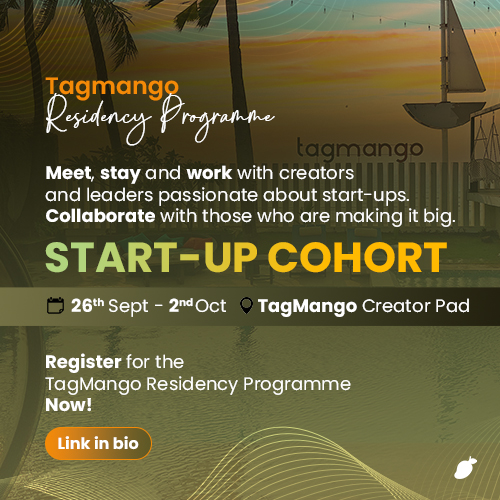 Tagmango
Residency Programme
tagmango
Meet, stay and work with creators
and leaders passionate about start-ups.
Collaborate with those who are making it big.
START-UP COHORT
26th Sept - 2nd Oct TagMango Creator Pad
Register for the
TagMango Residency Programme
Now!
Link in bio